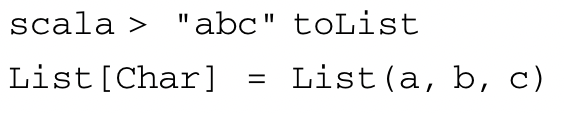 scala > "abc" toList
List[Char] = List(a, b, c)